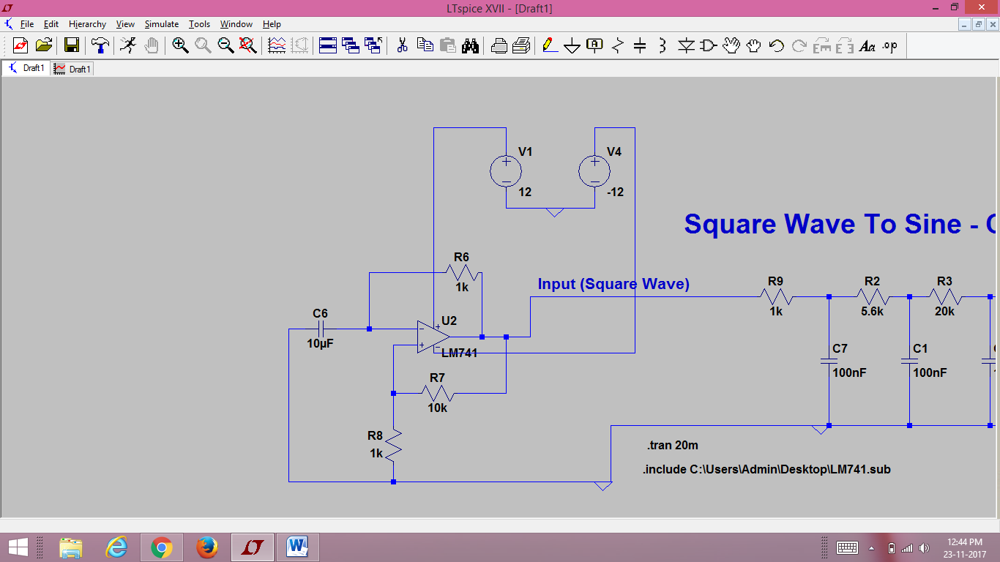 LTspice XVII - [Draft1]
File Edit Hierarchy View Simulate Tools Window Help
Aa .op
Draft1 Draft1
V1
12
V4
-12
Square Wave To Sine -
R6
1k
Input (Square Wave)
R9
1k
R2
5.6k
R3
20k
C6
10µF
U2
LM741
C7
100nF
C1
100nF
R7
10k
R8
1k
.tran 20m
.include C:\Users\Admin\Desktop\LM741.sub
12:44 PM
23-11-2017